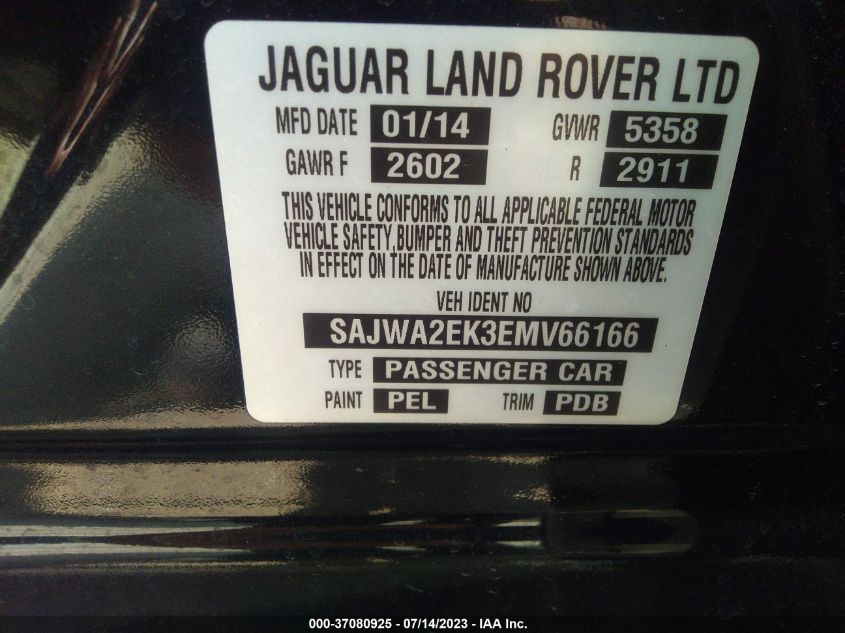 JAGUAR LAND ROVER LTD
MFD DATE 01/14 GVWR 5358
GAWR F 2602 R 2911
THIS VEHICLE CONFORMS TO ALL APPLICABLE FEDERAL MOTOR
VEHICLE SAFETY,BUMPER AND THEFT PREVENTION STANDARDS
IN EFFECT ON THE DATE OF MANUFACTURE SHOWN ABOVE.
VEH IDENT NO
SAJWA2EK3EMV66166
TYPE PASSENGER CAR
PAINT PEL TRIM PDB
000-37080925 - 07/14/2023 - IAA Inc.